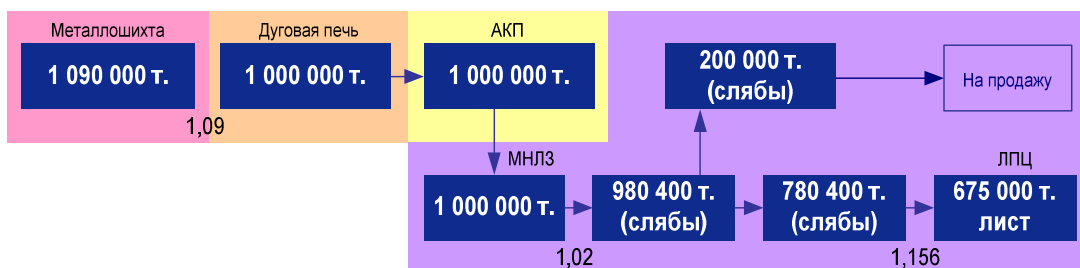 Металлошихта
1 090 000 т.
1,09
Дуговая печь
1 000 000 т.
АКП
1 000 000 т.
200 000 т.
(слябы)
На продажу
МНЛЗ
1 000 000 т.
980 400 т.
(слябы)
1,02
780 400 т.
(слябы)
ЛПЦ
675 000 т.
лист
1,156